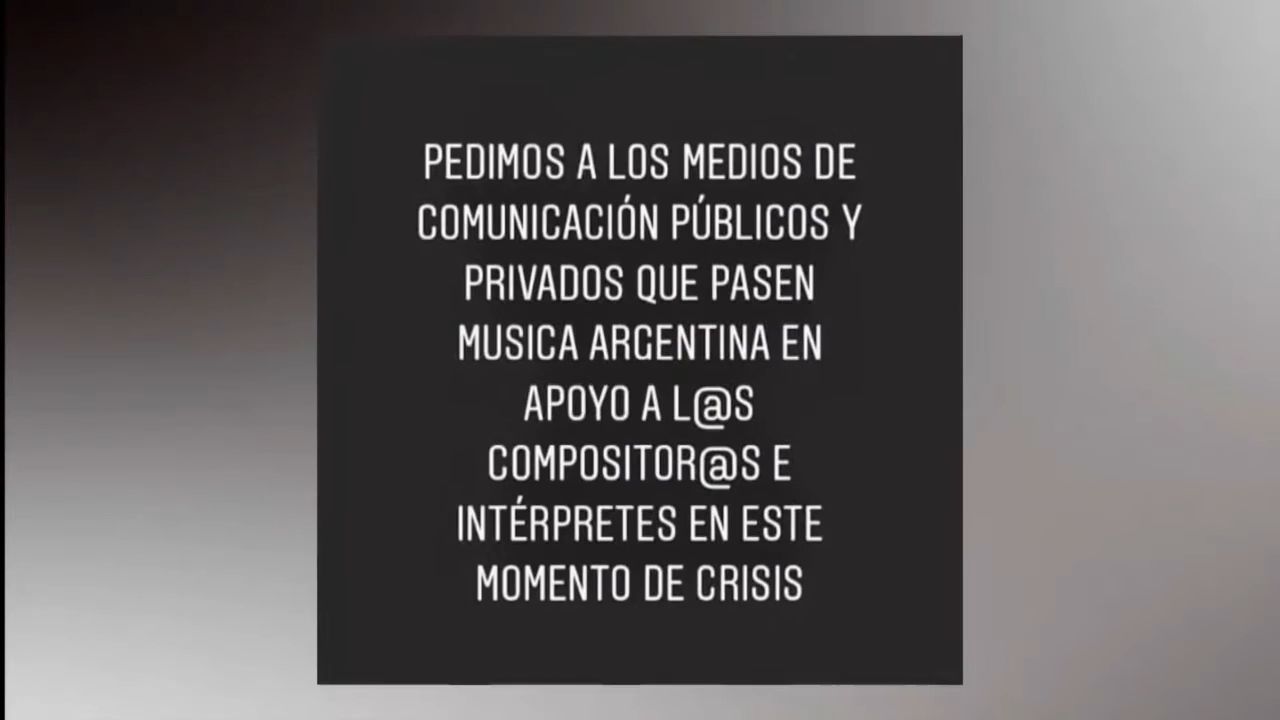 PEDIMOS A LOS MEDIOS DE
COMUNICACIÓN PÚBLICOS Y
PRIVADOS QUE PASEN
MUSICA ARGENTINA EN
APOYO A L@S
COMPOSITOR@S E
INTÉRPRETES EN ESTE
MOMENTO DE CRISIS